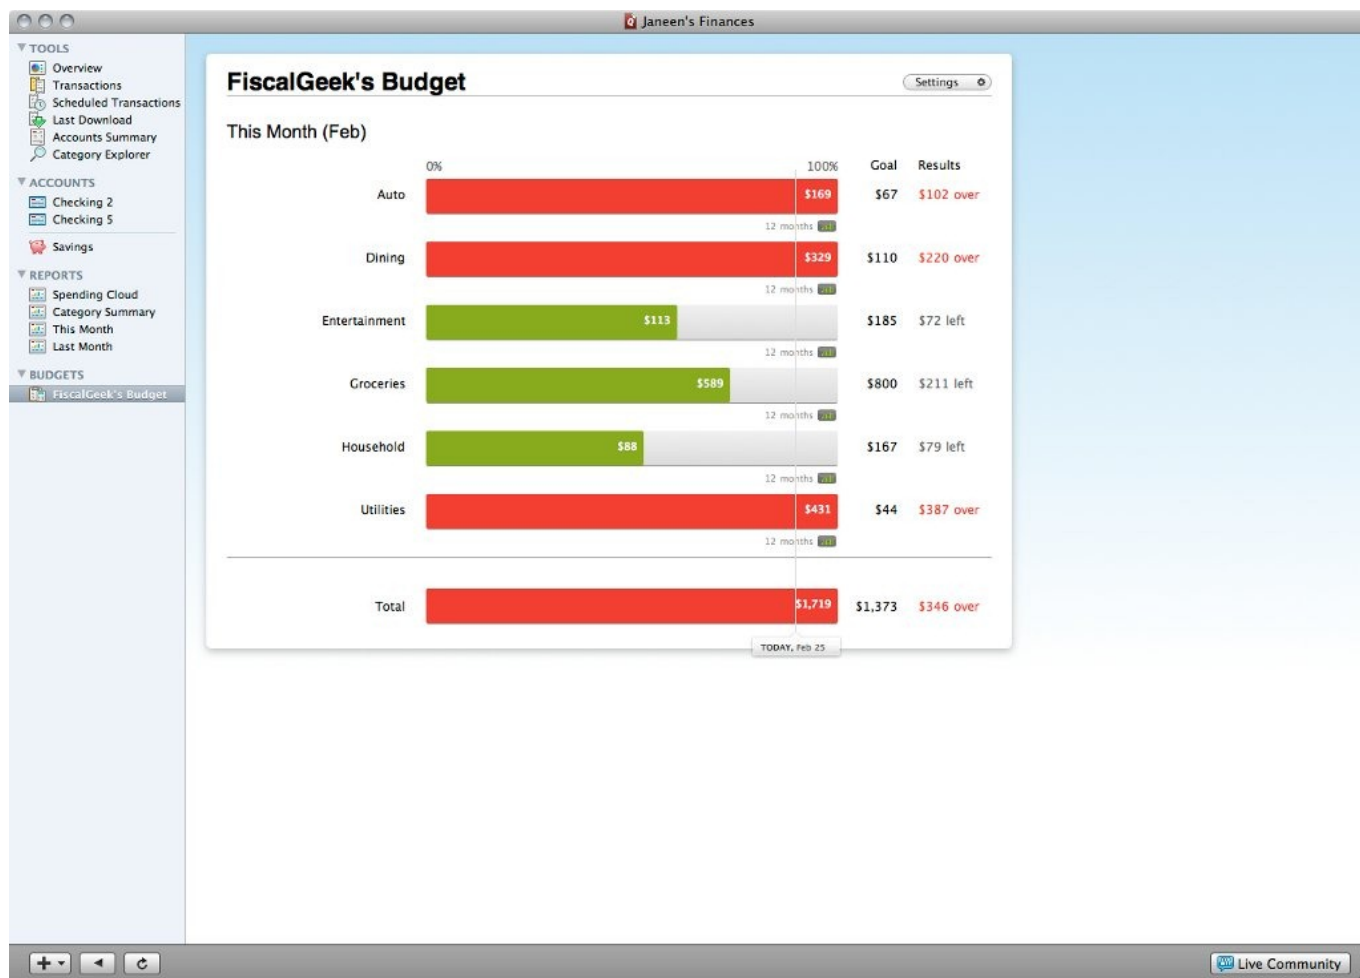 Janeen's Finances
TOOLS
Overview
Transactions
Scheduled Transactions
Last Download
Accounts Summary
Category Explorer
ACCOUNTS
Checking 2
Checking 5
Savings
REPORTS
Spending Cloud
Category Summary
This Month
Last Month
BUDGETS
FiscalGeek's Budget
FiscalGeek's Budget
Settings
This Month (Feb)
0% 100% Goal Results
Auto $169 $67 $102 over
12 months
Dining $329 $110 $220 over
12 months
Entertainment $113 $185 $72 left
12 months
Groceries $589 $800 $211 left
12 months
Household $88 $167 $79 left
12 months
Utilities $431 $44 $387 over
12 months
Total $1,719 $1,373 $346 over
TODAY, Feb 25
Live Community